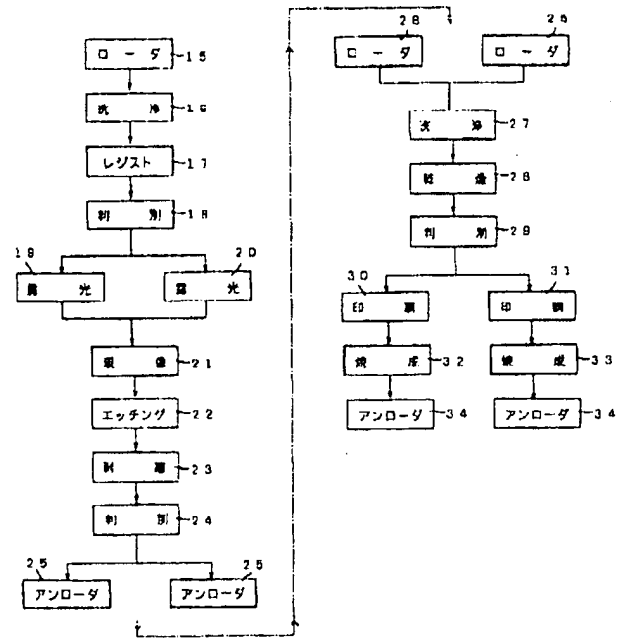 ローダ 15
洗浄 16
レジスト 17
判別 18
19 20
露光 露光
現像 21
エッチング 22
剥離 23
判別 24
25 25
アンローダ アンローダ
26 26
ローダ ローダ
洗浄 27
乾燥 28
判別 29
30 31
印刷 印刷
焼成 32 焼成 33
アンローダ 34 アンローダ 34